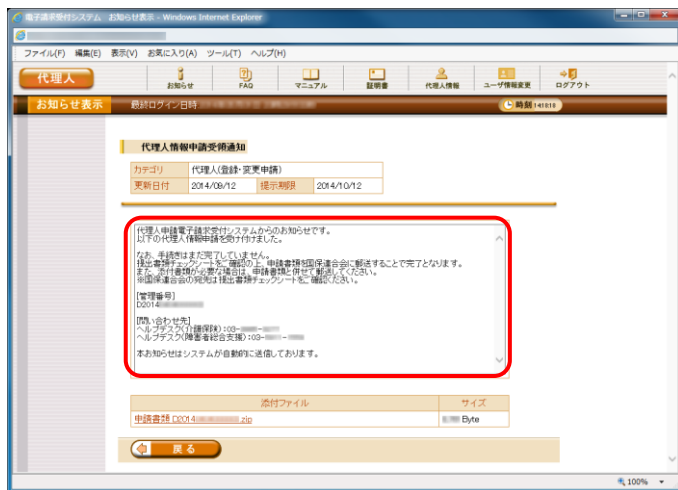 電子請求受付システム お知らせ表示 - Windows Internet Explorer
ファイル(F) 編集(E) 表示(V) お気に入り(A) ツール(T) ヘルプ(H)
代理人
お知らせ FAQ マニュアル 証明書 代理人情報 ユーザ情報変更 ログアウト
お知らせ表示 最終ログイン日時 時刻 14:18:18
代理人情報申請受領通知
カテゴリ 代理人(登録・変更申請)
更新日付 2014/09/12 提示期限 2014/10/12
代理人申請電子請求受付システムからのお知らせです。
以下の代理人情報申請を受け付けました。
なお、手続きはまだ完了していません。
提出書類チェックシートをご確認の上、申請書類を国保連合会に郵送することで完了となります。
また、添付書類が必要な場合は、申請書類と併せて郵送してください。
※国保連合会の宛先は提出書類チェックシートをご確認ください。
[管理番号]
D2014
[問い合わせ先]
ヘルプデスク(介護保険):03-
ヘルプデスク(障害者総合支援):03-
本お知らせはシステムが自動的に送信しております。
添付ファイル サイズ
申請書類 D2014 .zip Byte
戻る
100%